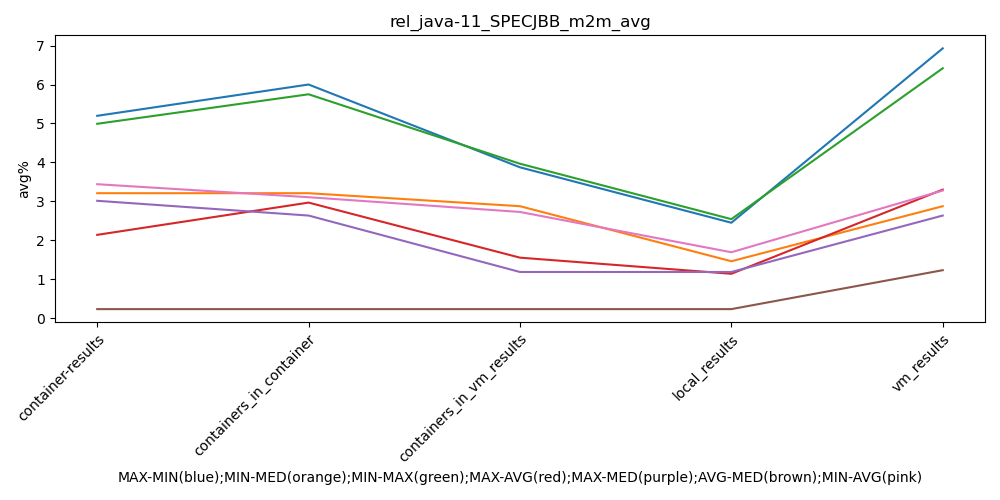 rel_java-11_SPECJBB_m2m_avg
avg%
7
6
5
4
3
2
1
0
container-results
containers_in_container
containers_in_vm_results
local_results
vm_results
MAX-MIN(blue);MIN-MED(orange);MIN-MAX(green);MAX-AVG(red);MAX-MED(purple);AVG-MED(brown);MIN-AVG(pink)